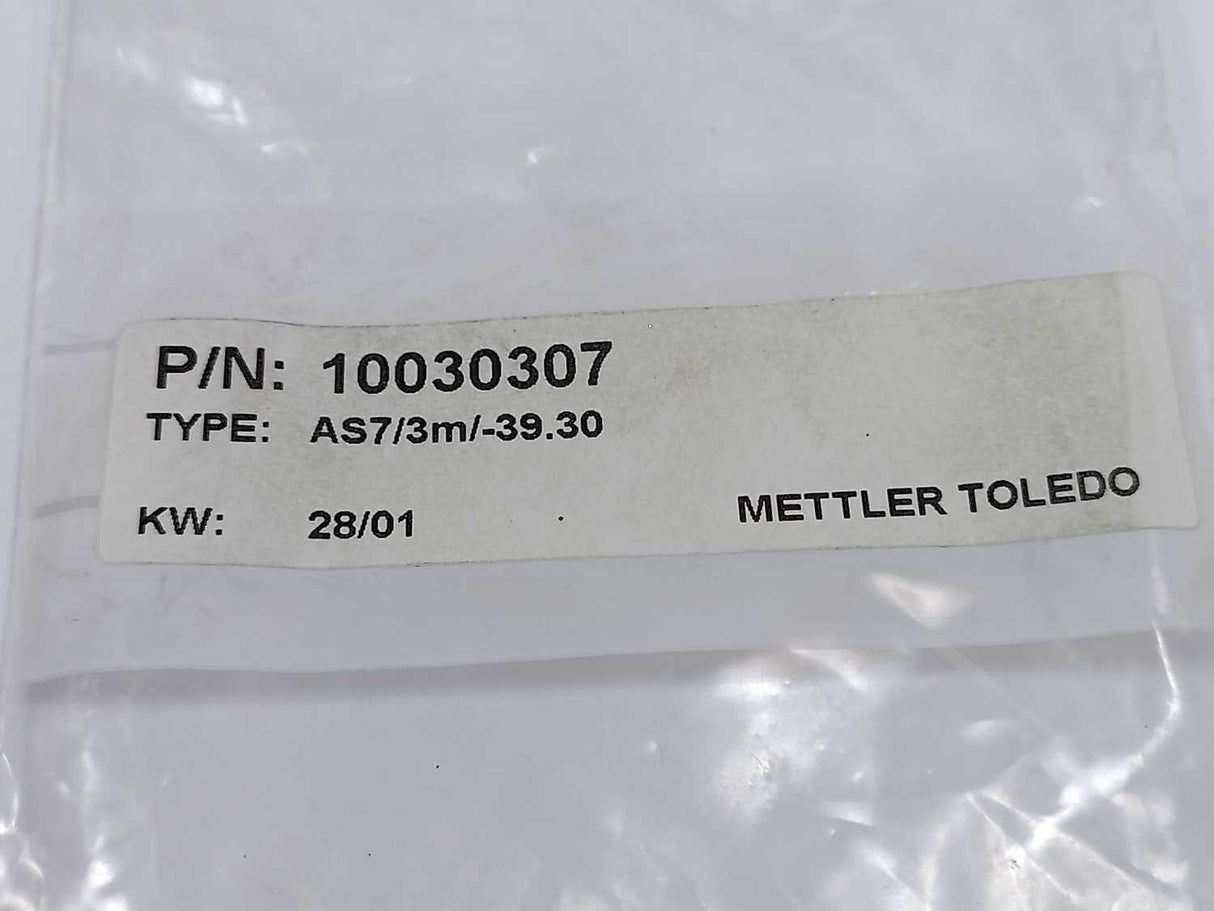 P/N: 10030307
TYPE: AS7/3m/-39.30
KW: 28/01
METTLER TOLEDO